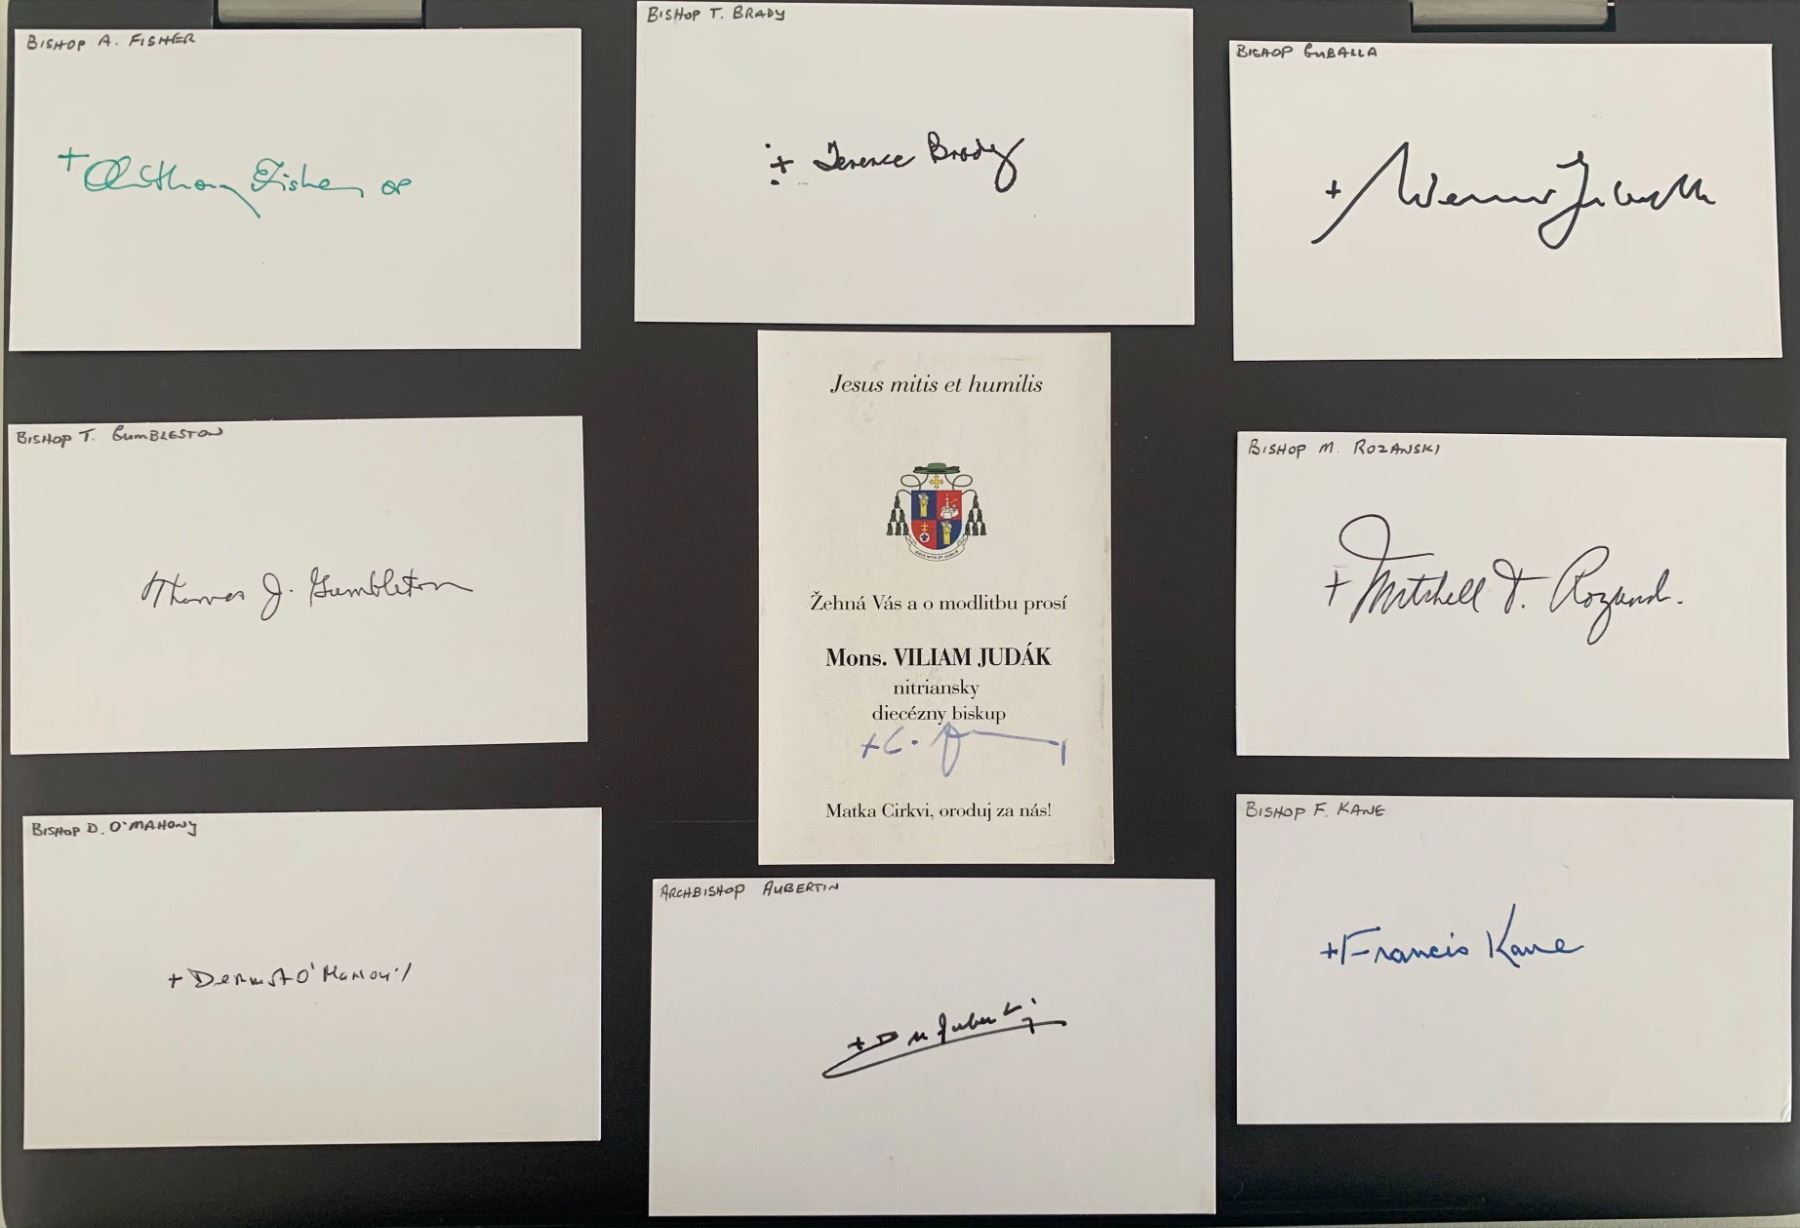 BISHOP A. FISHER
+ Anthony Fisher OP
BISHOP T. BRADY
+ Terence Brady
BISHOP GUBALLA
+ Werner Guballa
BISHOP T. GUMBLESTON
Thomas J. Gumbleton
Jesus mitis et humilis
Žehná Vás a o modlitbu prosí
Mons. VILIAM JUDÁK
nitriansky
diecézny biskup
Matka Cirkvi, oroduj za nás!
BISHOP M. ROZANSKI
+ Mitchell T. Rozanski
BISHOP D. O'MAHONY
+ Dermot O'Mahony
ARCHBISHOP AUBERTIN
BISHOP F. KANE
+ Francis Kane